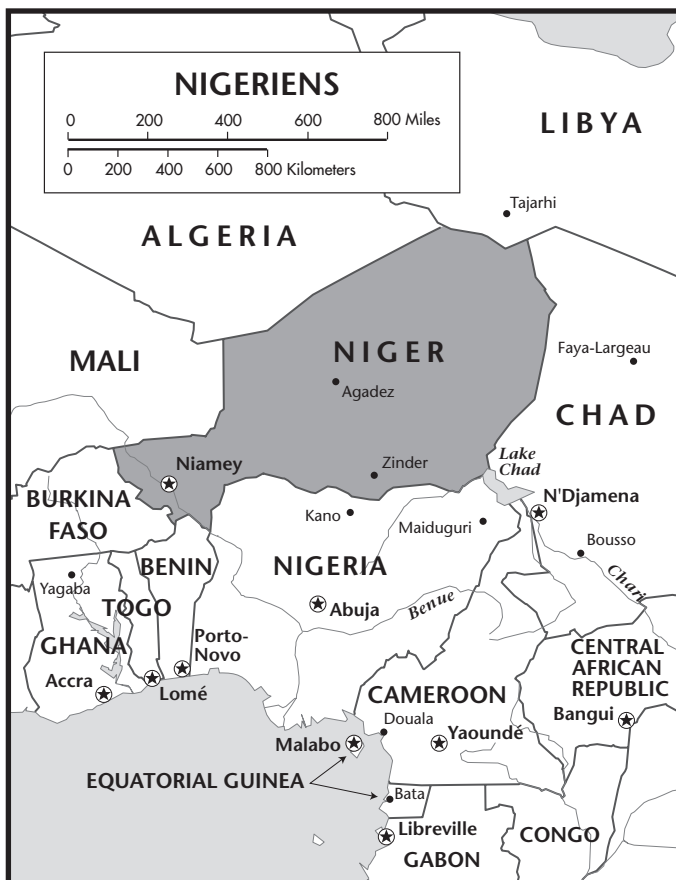 NIGERIENS
0 200 400 600 800 Miles
0 200 400 600 800 Kilometers
LIBYA
Tajarhi
ALGERIA
MALI
NIGER
Faya-Largeau
Agadez
CHAD
Lake
Chad
Zinder
Niamey
BURKINA
FASO
N'Djamena
Kano
Maiduguri
Bousso
BENIN
NIGERIA
Chari
Yagaba
TOGO
Abuja
Benue
GHANA
Porto-
Novo
CENTRAL
AFRICAN
REPUBLIC
Accra
Lomé
CAMEROON
Bangui
Douala
Malabo
Yaoundé
EQUATORIAL GUINEA
Bata
Libreville
CONGO
GABON